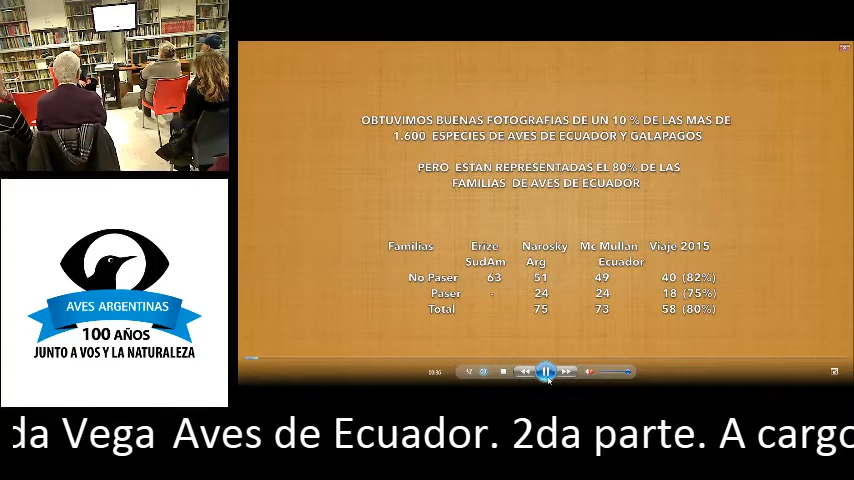 OBTUVIMOS BUENAS FOTOGRAFIAS DE UN 10 % DE LAS MAS DE
1.600 ESPECIES DE AVES DE ECUADOR Y GALAPAGOS
PERO ESTAN REPRESENTADAS EL 80% DE LAS
FAMILIAS DE AVES DE ECUADOR
Familias Erize Narosky Mc Mullan Viaje 2015
SudAm Arg Ecuador
No Paser 63 51 49 40 (82%)
Paser - 24 24 18 (75%)
Total 75 73 58 (80%)
00:36
AVES ARGENTINAS
100 AÑOS
JUNTO A VOS Y LA NATURALEZA
da Vega Aves de Ecuador. 2da parte. A cargo